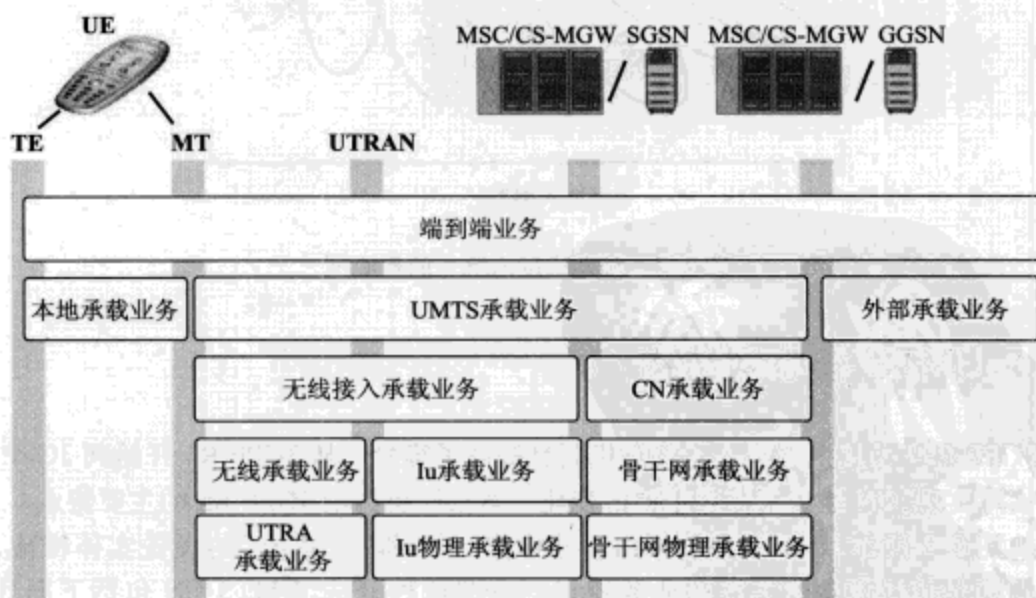 UE
MSC/CS-MGW SGSN MSC/CS-MGW GGSN
TE MT UTRAN
端到端业务
本地承载业务 UMTS承载业务 外部承载业务
无线接入承载业务 CN承载业务
无线承载业务 Iu承载业务 骨干网承载业务
UTRA
承载业务 Iu物理承载业务 骨干网物理承载业务